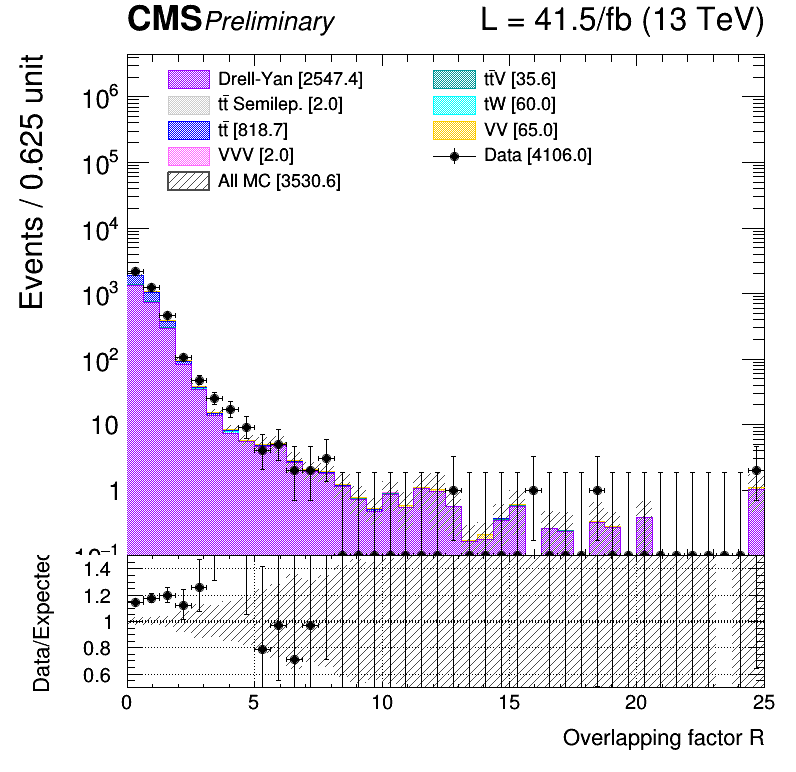 CMS Preliminary L = 41.5/fb (13 TeV)
Events / 0.625 unit
Drell-Yan [2547.4]
tt̄ Semilep. [2.0]
tt̄ [818.7]
VVV [2.0]
All MC [3530.6]
tt̄V [35.6]
tW [60.0]
VV [65.0]
Data [4106.0]
10⁶
10⁵
10⁴
10³
10²
10
1
10⁻¹
Data/Expected
1.4
1.2
1
0.8
0.6
0 5 10 15 20 25
Overlapping factor R